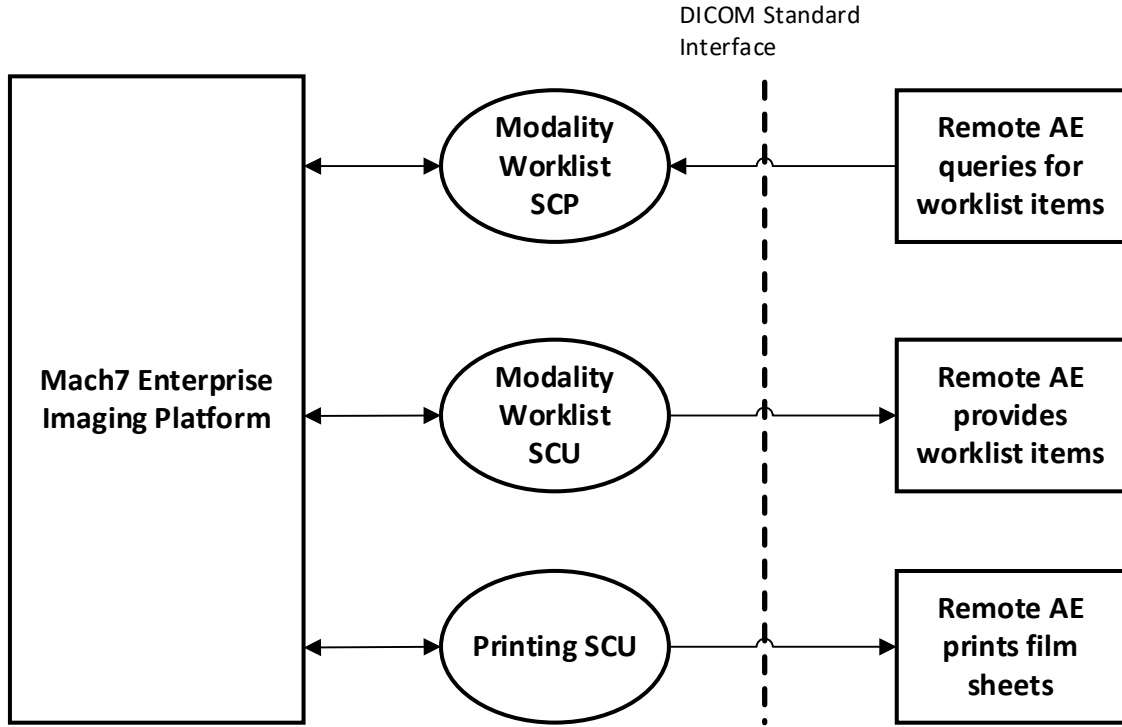 DICOM Standard
Interface
Modality
Worklist
SCP
Remote AE
queries for
worklist items
Mach7 Enterprise
Imaging Platform
Modality
Worklist
SCU
Remote AE
provides
worklist items
Printing SCU
Remote AE
prints film
sheets